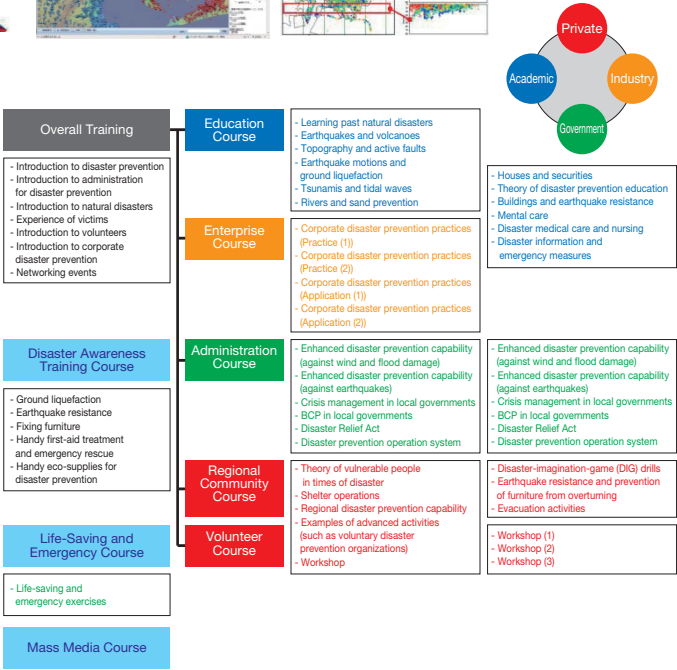 Private
Academic
Industry
Government
Overall Training
- Introduction to disaster prevention
- Introduction to administration
for disaster prevention
- Introduction to natural disasters
- Experience of victims
- Introduction to volunteers
- Introduction to corporate
disaster prevention
- Networking events
Education
Course
- Learning past natural disasters
- Earthquakes and volcanoes
- Topography and active faults
- Earthquake motions and
ground liquefaction
- Tsunamis and tidal waves
- Rivers and sand prevention
- Houses and securities
- Theory of disaster prevention education
- Buildings and earthquake resistance
- Mental care
- Disaster medical care and nursing
- Disaster information and
emergency measures
Enterprise
Course
- Corporate disaster prevention practices
(Practice (1))
- Corporate disaster prevention practices
(Practice (2))
- Corporate disaster prevention practices
(Application (1))
- Corporate disaster prevention practices
(Application (2))
Disaster Awareness
Training Course
- Ground liquefaction
- Earthquake resistance
- Fixing furniture
- Handy first-aid treatment
and emergency rescue
- Handy eco-supplies for
disaster prevention
Administration
Course
- Enhanced disaster prevention capability
(against wind and flood damage)
- Enhanced disaster prevention capability
(against earthquakes)
- Crisis management in local governments
- BCP in local governments
- Disaster Relief Act
- Disaster prevention operation system
- Enhanced disaster prevention capability
(against wind and flood damage)
- Enhanced disaster prevention capability
(against earthquakes)
- Crisis management in local governments
- BCP in local governments
- Disaster Relief Act
- Disaster prevention operation system
Regional
Community
Course
- Theory of vulnerable people
in times of disaster
- Shelter operations
- Regional disaster prevention capability
- Examples of advanced activities
(such as voluntary disaster
prevention organizations)
- Workshop
- Disaster-imagination-game (DIG) drills
- Earthquake resistance and prevention
of furniture from overturning
- Evacuation activities
Life-Saving and
Emergency Course
- Life-saving and
emergency exercises
Volunteer
Course
- Workshop (1)
- Workshop (2)
- Workshop (3)
Mass Media Course